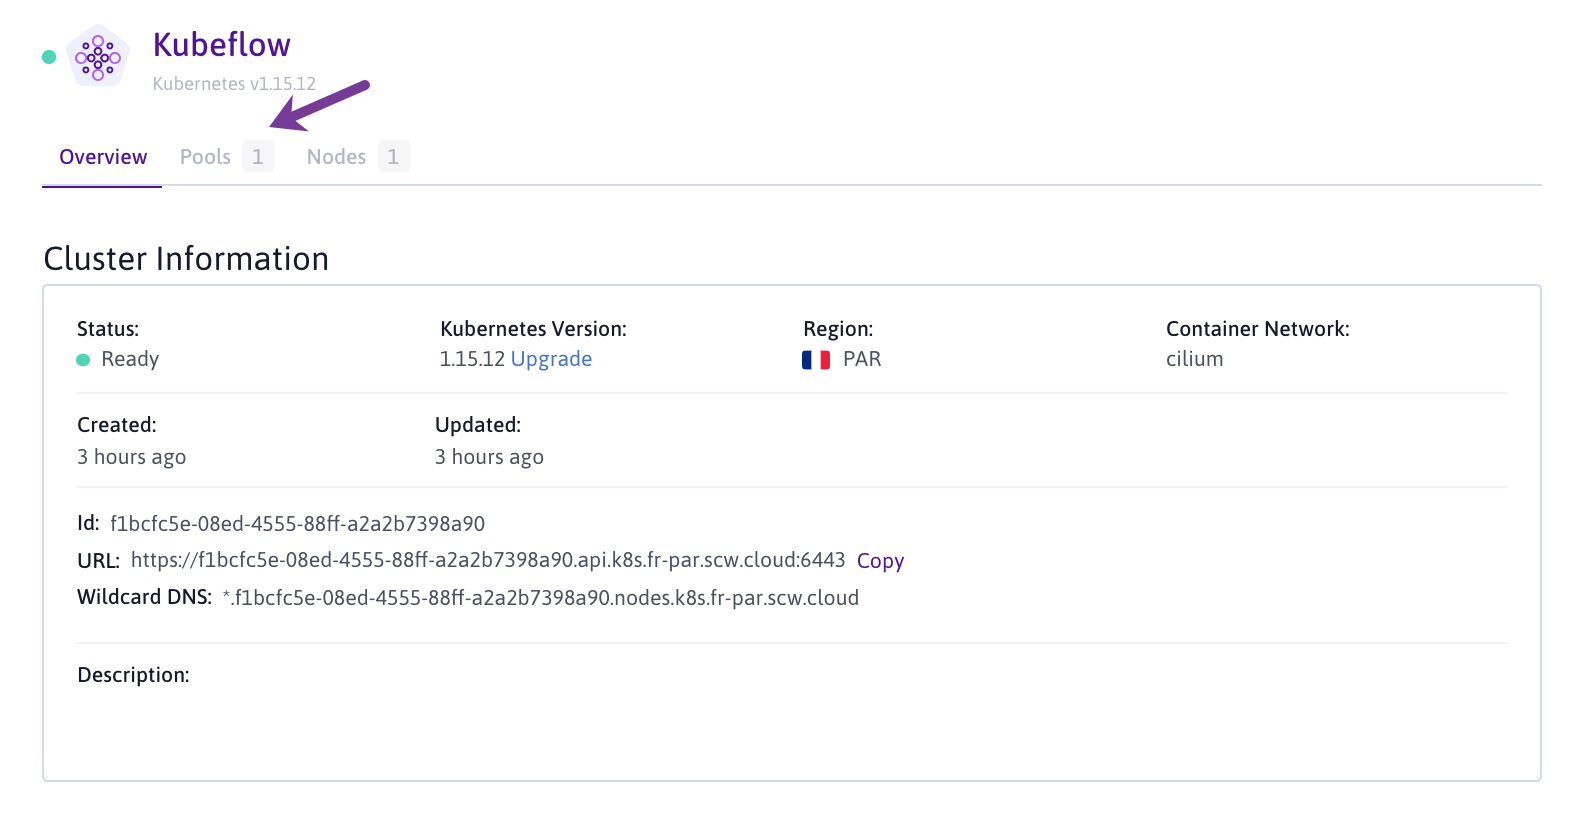 Kubeflow
Kubernetes v1.15.12
Overview Pools 1 Nodes 1
Cluster Information
Status: Kubernetes Version: Region: Container Network:
Ready 1.15.12 Upgrade PAR cilium
Created: Updated:
3 hours ago 3 hours ago
Id: f1bcfc5e-08ed-4555-88ff-a2a2b7398a90
URL: https://f1bcfc5e-08ed-4555-88ff-a2a2b7398a90.api.k8s.fr-par.scw.cloud:6443 Copy
Wildcard DNS: *.f1bcfc5e-08ed-4555-88ff-a2a2b7398a90.nodes.k8s.fr-par.scw.cloud
Description: